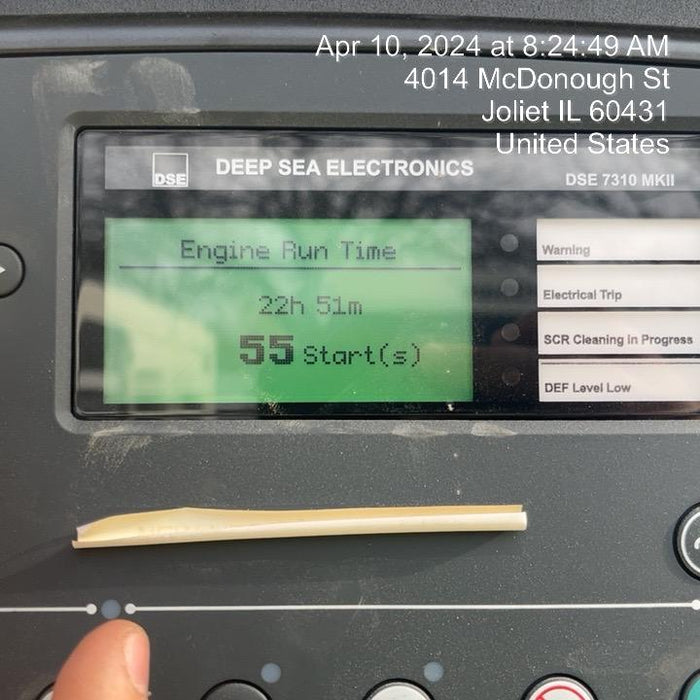 Apr 10, 2024 at 8:24:49 AM
4014 McDonough St
Joliet IL 60431
United States
DSE DEEP SEA ELECTRONICS
DSE 7310 MKII
Engine Run Time
22h 51m
55 Start(s)
Warning
Electrical Trip
SCR Cleaning in Progress
DEF Level Low